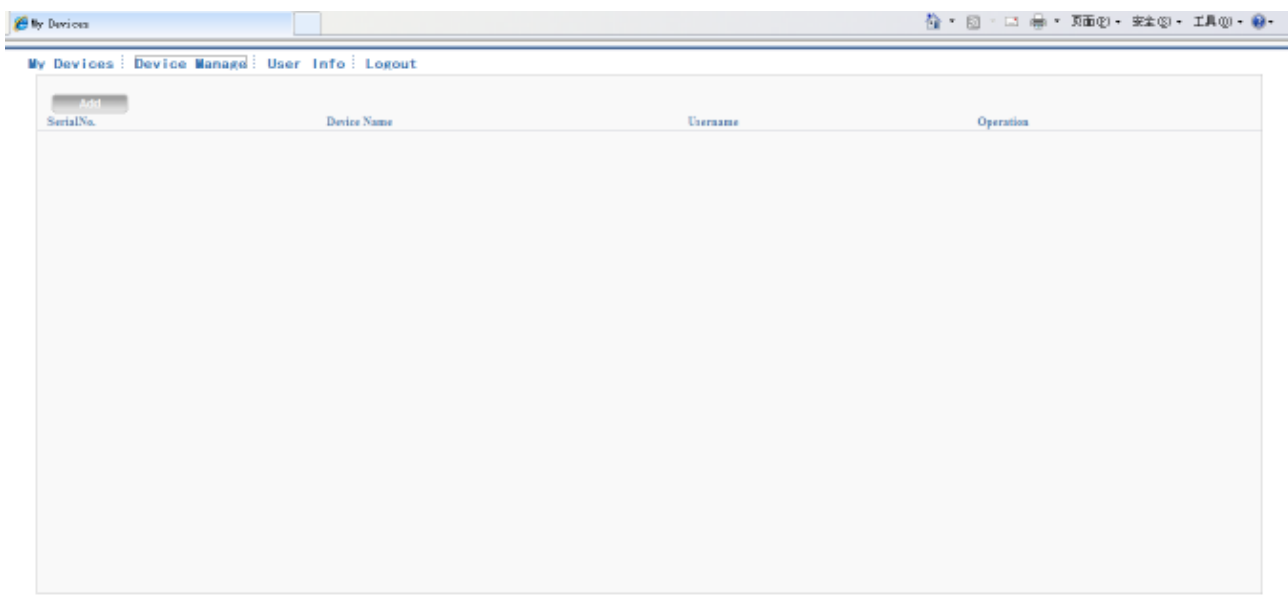 My Devices 页面(P) 安全(S) 工具(O)
My Devices Device Manage User Info Logout
Add
SerialNo. Device Name Username Operation